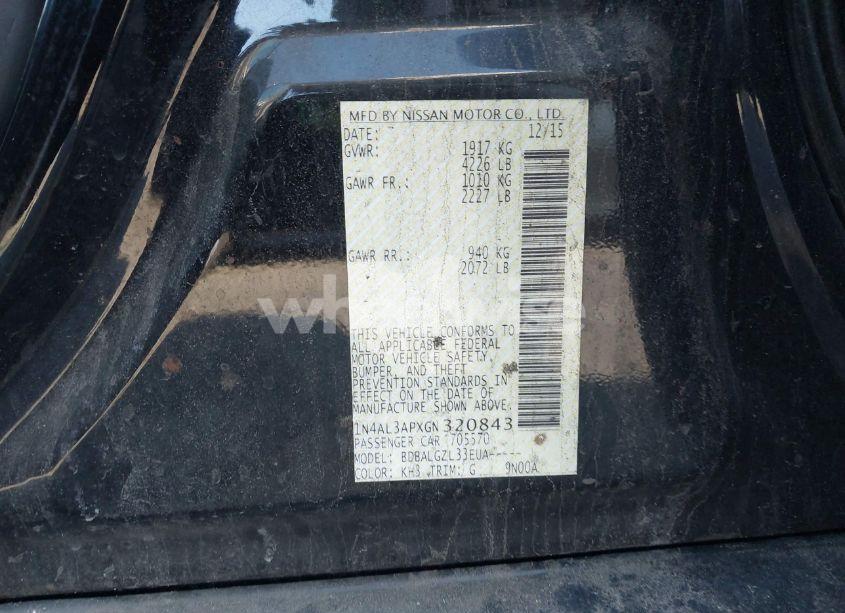 MFD BY NISSAN MOTOR CO., LTD.
DATE: 12/15
GVWR: 1917 KG
4226 LB
GAWR FR.: 1010 KG
2227 LB
GAWR RR.: 940 KG
2072 LB
THIS VEHICLE CONFORMS TO
ALL APPLICABLE FEDERAL
MOTOR VEHICLE SAFETY,
BUMPER, AND THEFT
PREVENTION STANDARDS IN
EFFECT ON THE DATE OF
MANUFACTURE SHOWN ABOVE.
1N4AL3APXGN320843
PASSENGER CAR 705570
MODEL: BDBALGZL33EUA-----
COLOR: KH3 TRIM: G 9N00A